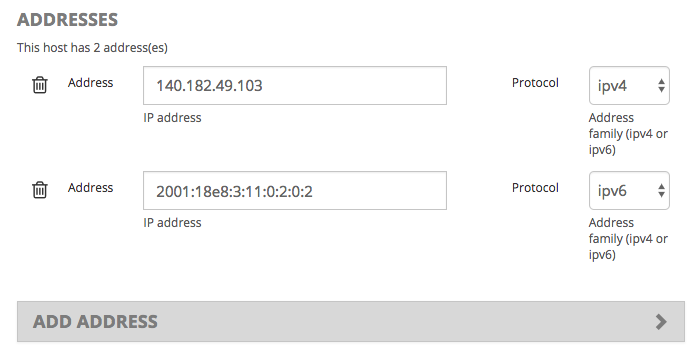 ADDRESSES
This host has 2 address(es)
Address 140.182.49.103 Protocol ipv4
IP address Address
family (ipv4 or
ipv6)
Address 2001:18e8:3:11:0:2:0:2 Protocol ipv6
IP address Address
family (ipv4 or
ipv6)
ADD ADDRESS